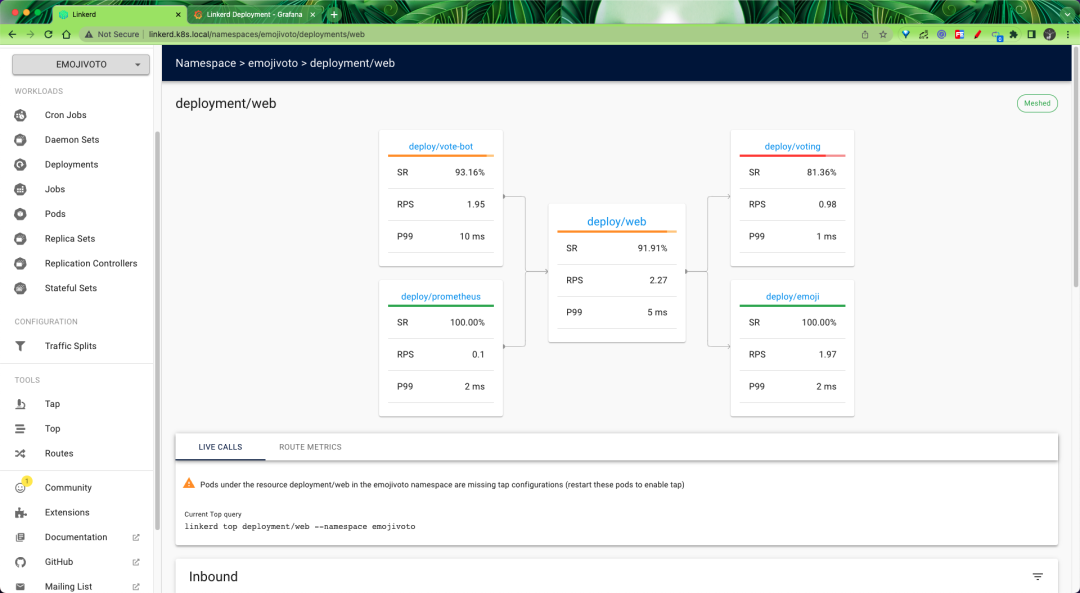 Linkerd
Linkerd Deployment - Grafana
Not Secure
linkerd.k8s.local/namespaces/emojivoto/deployments/web
EMOJIVOTO
WORKLOADS
Cron Jobs
Daemon Sets
Deployments
Jobs
Pods
Replica Sets
Replication Controllers
Stateful Sets
CONFIGURATION
Traffic Splits
TOOLS
Tap
Top
Routes
1
Community
Extensions
Documentation
GitHub
Mailing List
Namespace > emojivoto > deployment/web
deployment/web
Meshed
deploy/vote-bot
SR 93.16%
RPS 1.95
P99 10 ms
deploy/prometheus
SR 100.00%
RPS 0.1
P99 2 ms
deploy/web
SR 91.91%
RPS 2.27
P99 5 ms
deploy/voting
SR 81.36%
RPS 0.98
P99 1 ms
deploy/emoji
SR 100.00%
RPS 1.97
P99 2 ms
LIVE CALLS
ROUTE METRICS
Pods under the resource deployment/web in the emojivoto namespace are missing tap configurations (restart these pods to enable tap)
Current Top query
linkerd top deployment/web --namespace emojivoto
Inbound